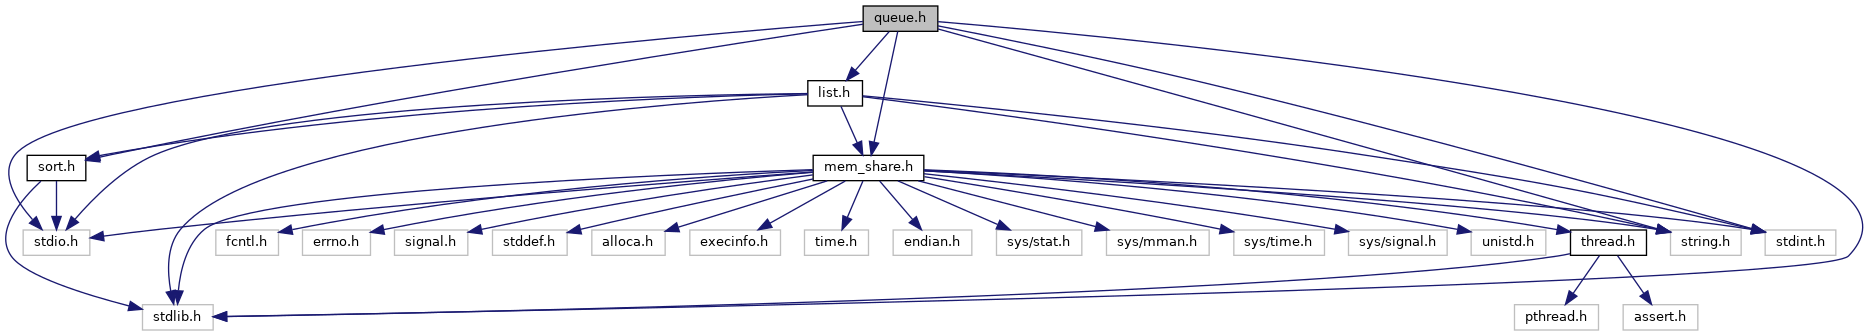 queue.h
list.h
sort.h
mem_share.h
stdio.h
fcntl.h
errno.h
signal.h
stddef.h
alloca.h
execinfo.h
time.h
endian.h
sys/stat.h
sys/mman.h
sys/time.h
sys/signal.h
unistd.h
thread.h
string.h
stdint.h
stdlib.h
pthread.h
assert.h